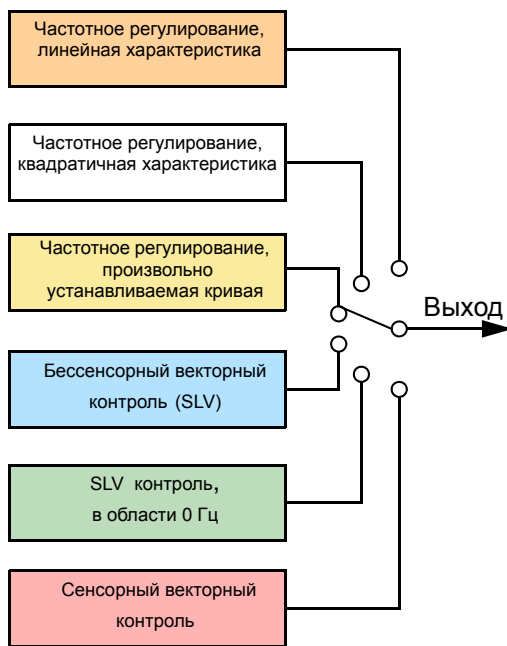 Частотное регулирование,
линейная характеристика
Частотное регулирование,
квадратичная характеристика
Частотное регулирование,
произвольно
устанавливаемая кривая
Выход
Бессенсорный векторный
контроль (SLV)
SLV контроль,
в области 0 Гц
Сенсорный векторный
контроль